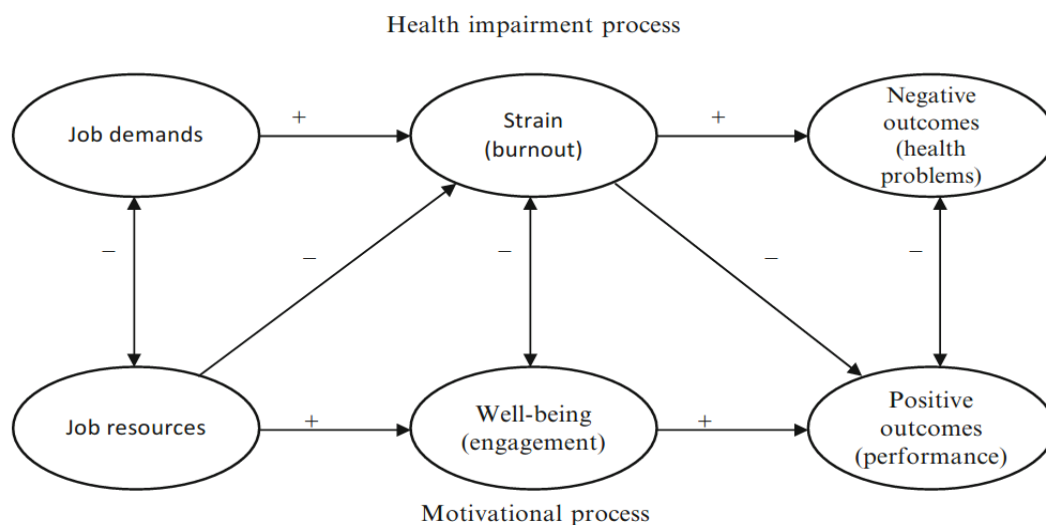 Health impairment process
Job demands
+
Strain
(burnout)
+
Negative
outcomes
(health
problems)
–
–
–
–
–
Job resources
+
Well-being
(engagement)
+
Positive
outcomes
(performance)
Motivational process